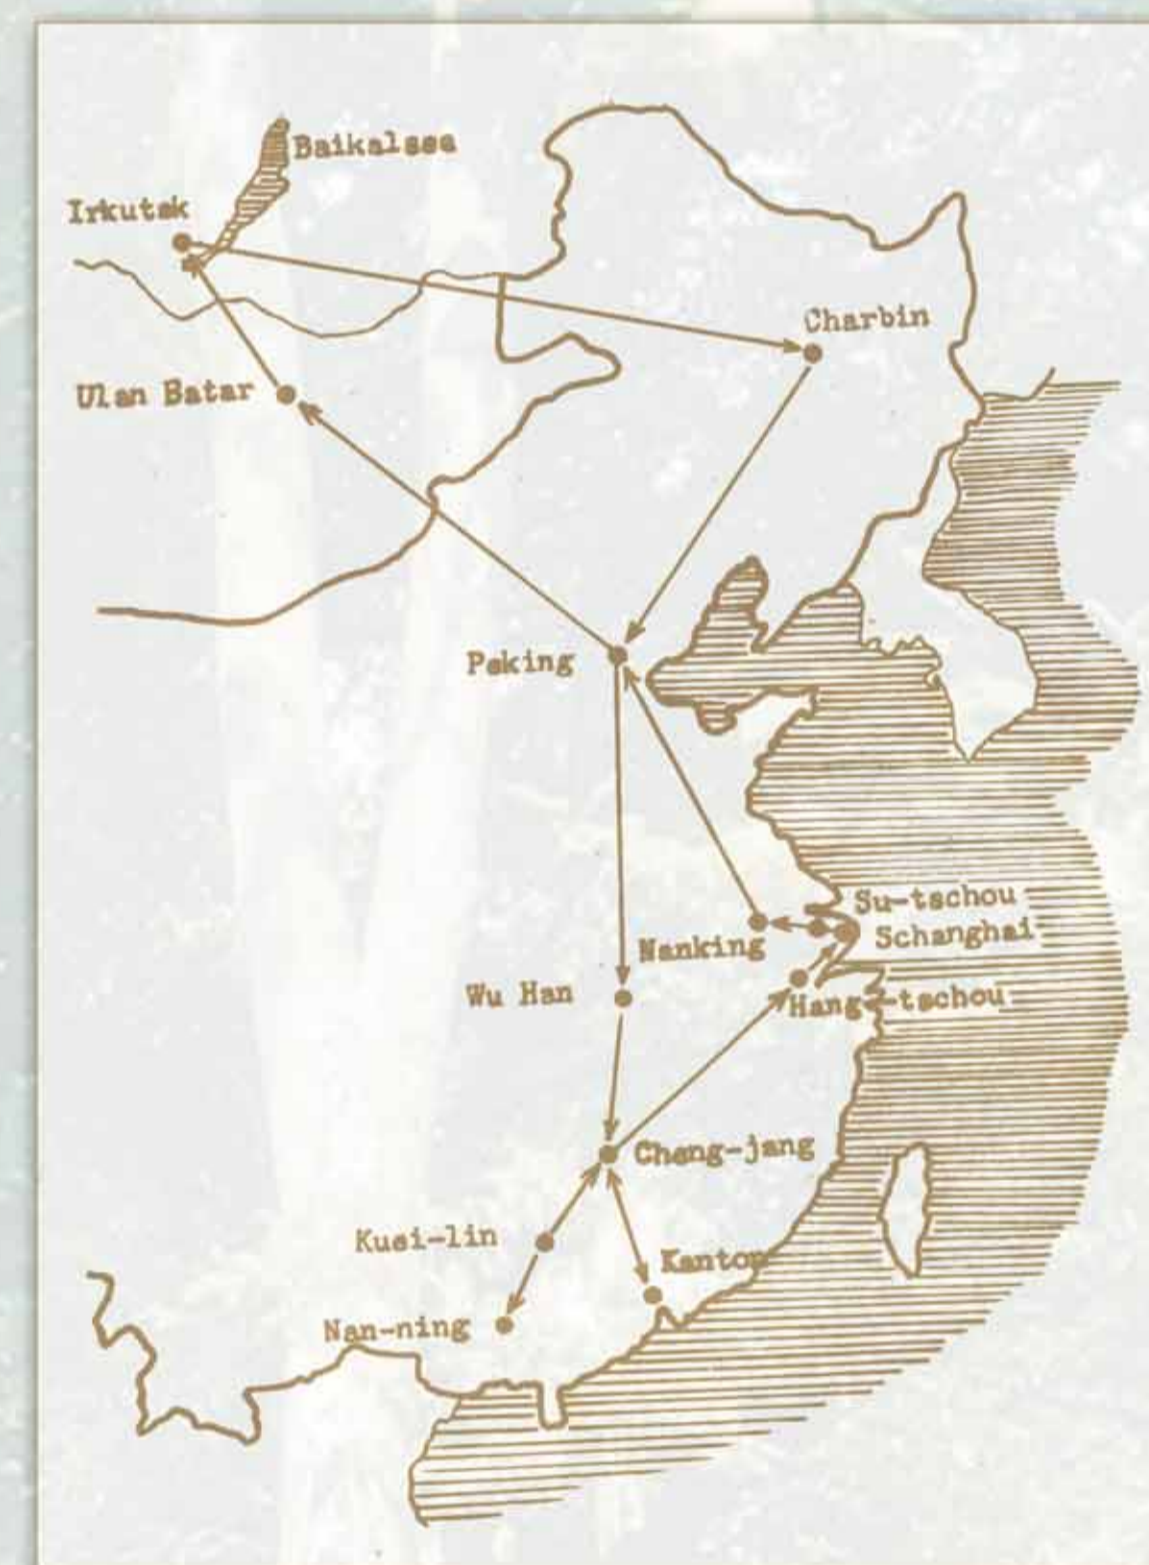 Baikalsee
Irkutsk
Charbin
Ulan Batar
Peking
Su-tschou
Schanghai
Nanking
Wu Han
Hang-tschou
Cheng-jang
Kuei-lin
Kanton
Nan-ning